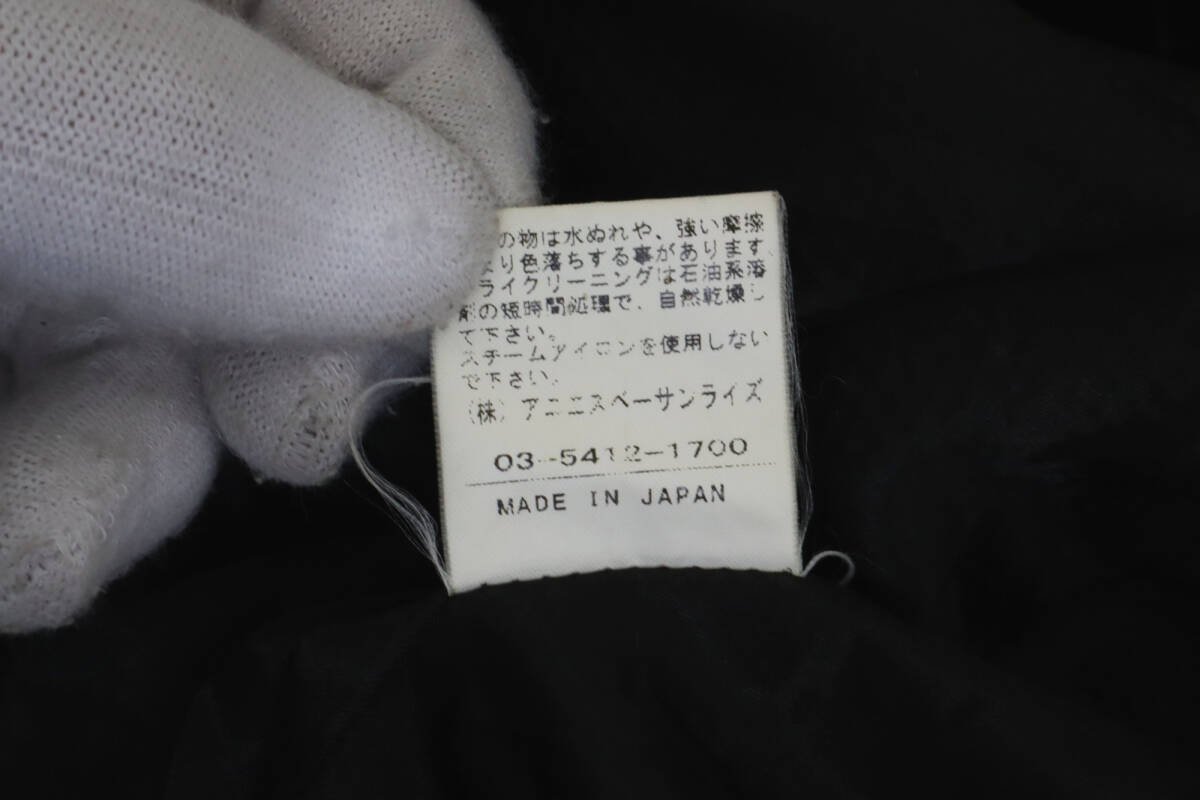 の物は水ぬれや、強い摩擦
より色落ちする事があります。
ライクリーニングは石油系溶
剤の短時間処理で、自然乾燥し
て下さい。
スチームアイロンを使用しない
で下さい。
(株) アニエスベーサンライズ
03-5412-1700
MADE IN JAPAN